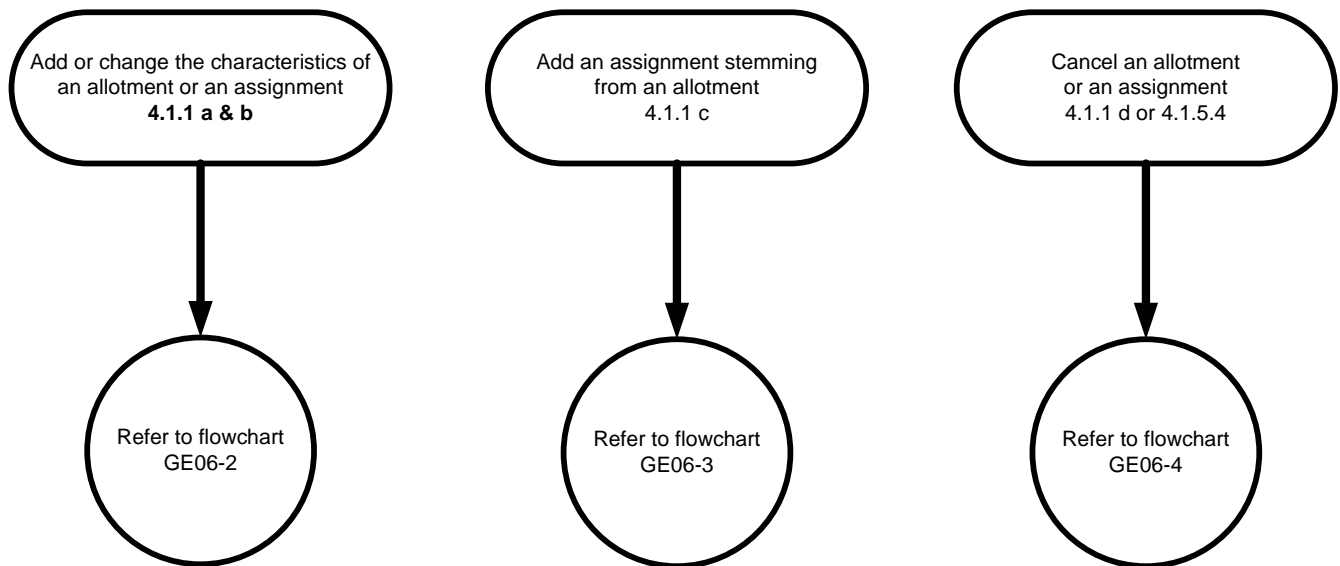 Add or change the characteristics of
an allotment or an assignment
4.1.1 a & b
Add an assignment stemming
from an allotment
4.1.1 c
Cancel an allotment
or an assignment
4.1.1 d or 4.1.5.4
Refer to flowchart
GE06-2
Refer to flowchart
GE06-3
Refer to flowchart
GE06-4